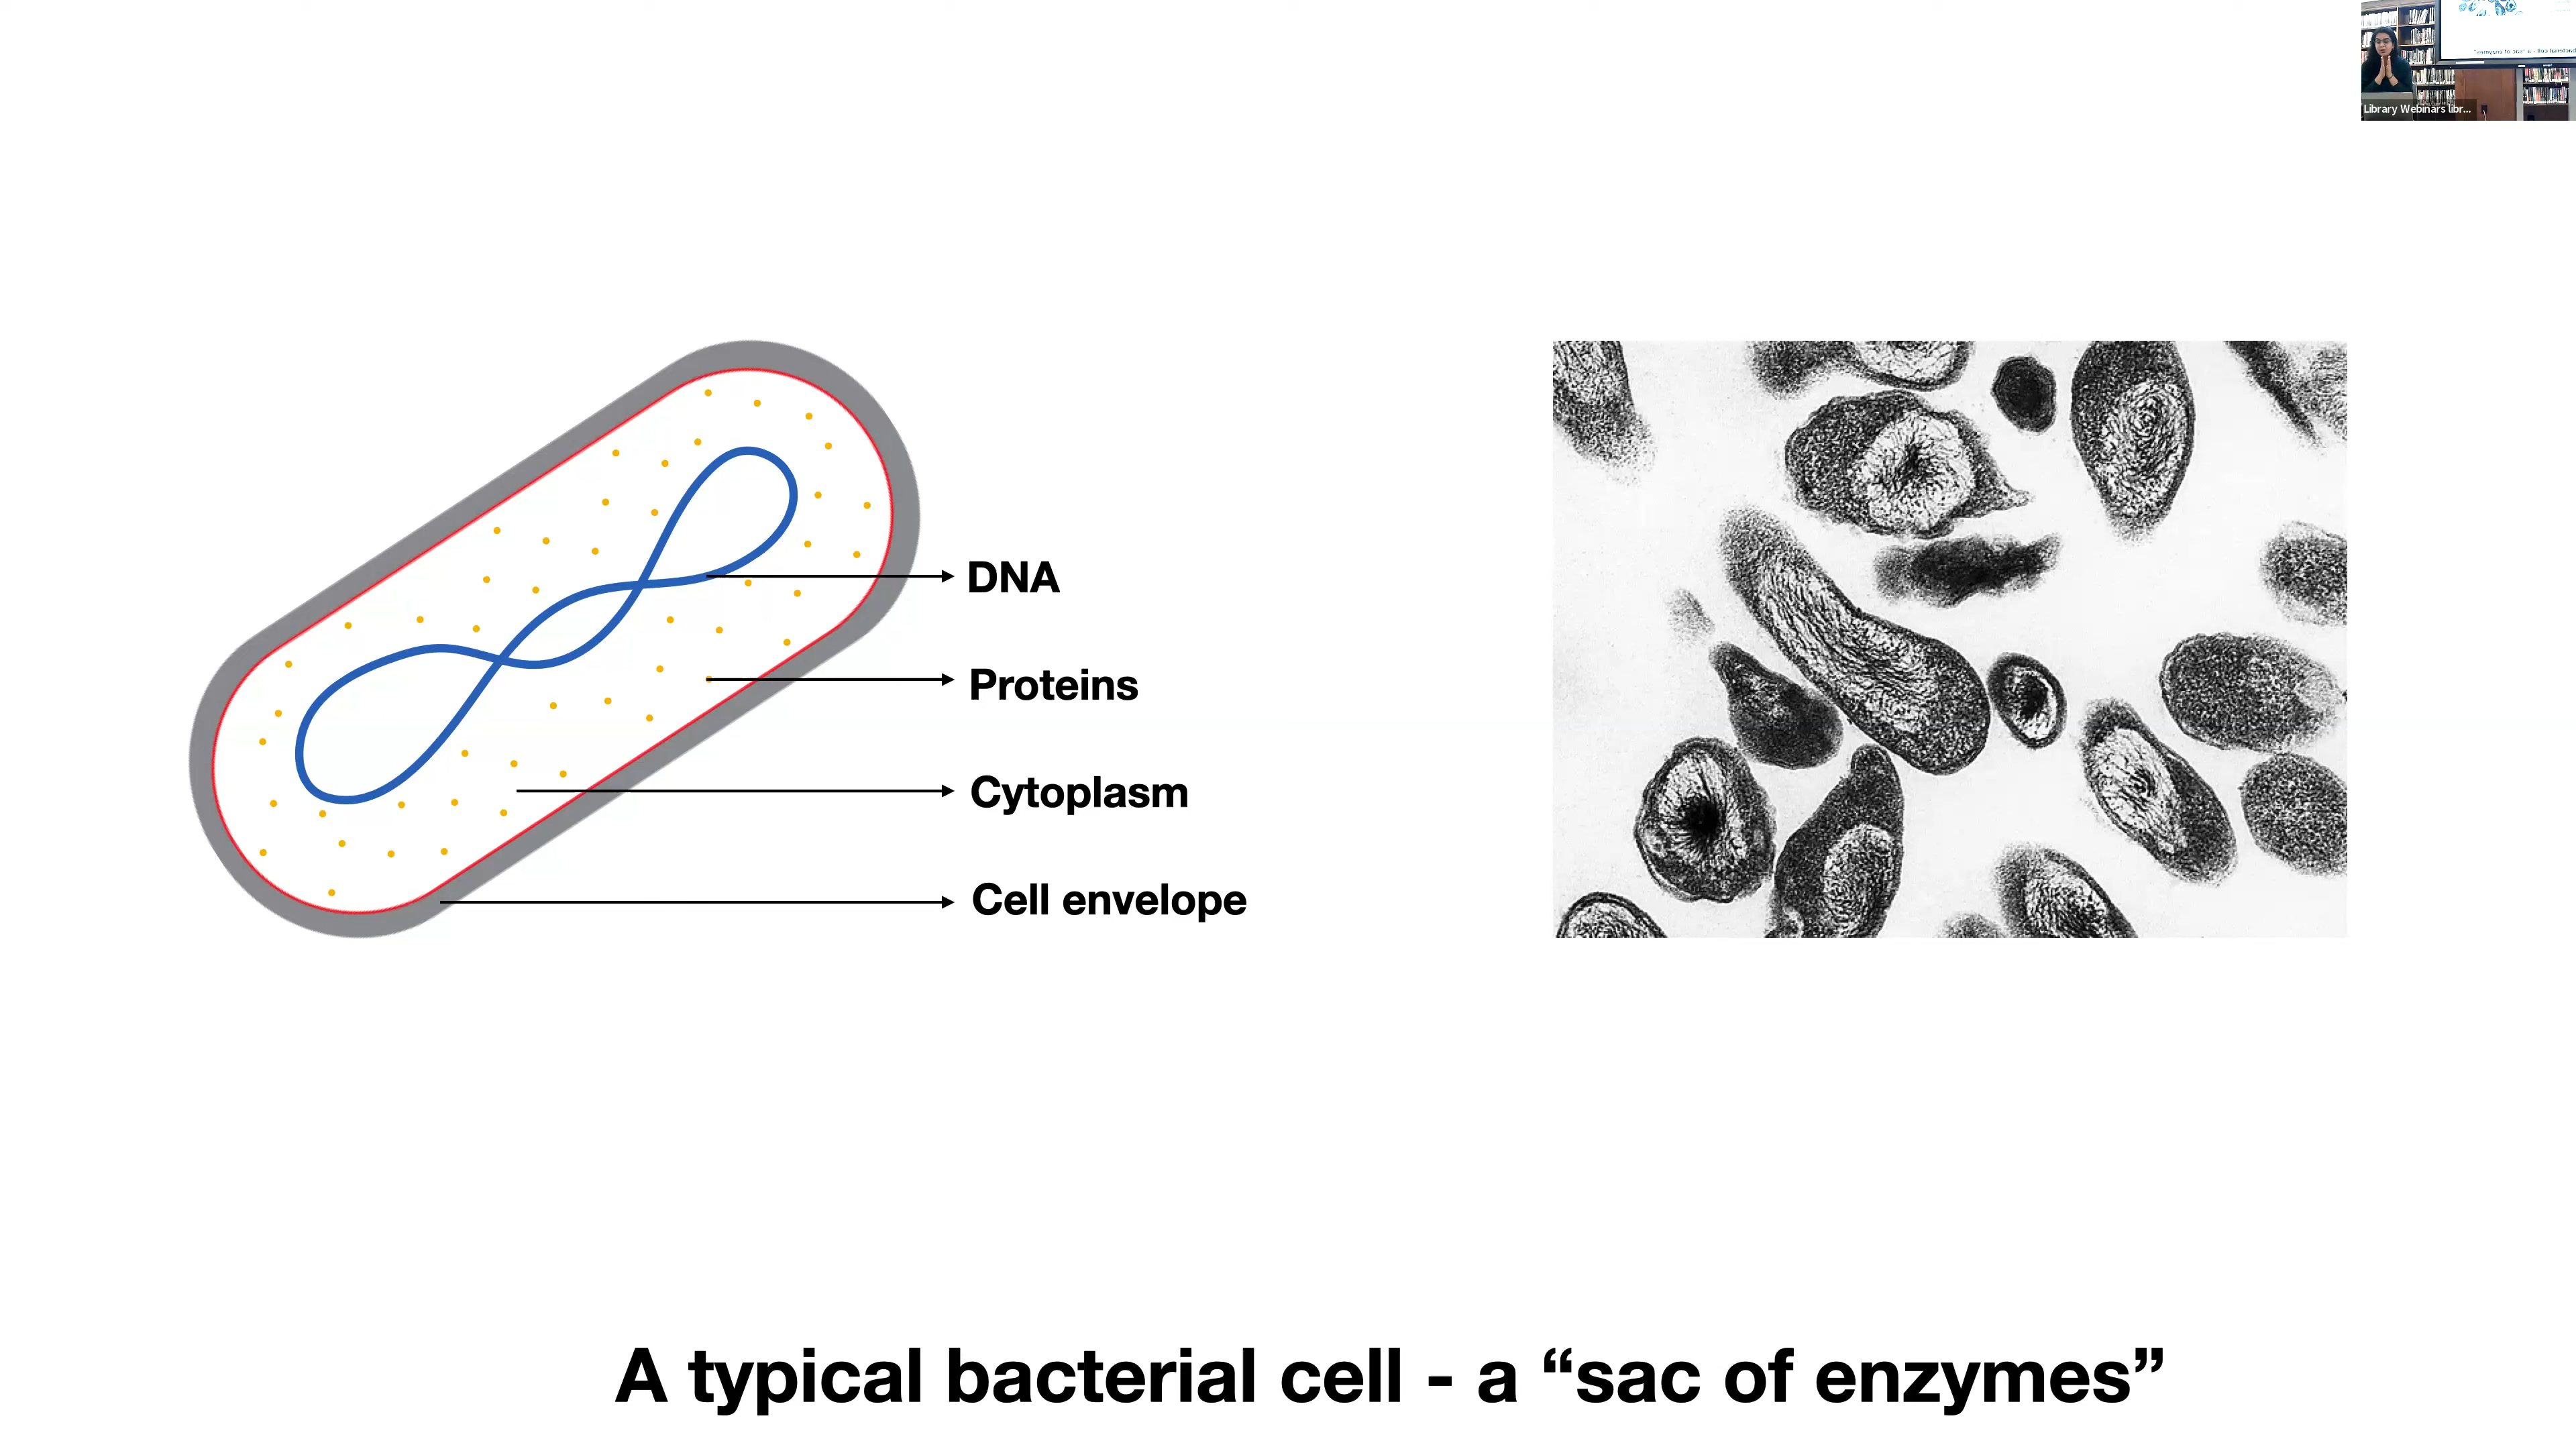 Library Webinars libr...
DNA
Proteins
Cytoplasm
Cell envelope
A typical bacterial cell - a “sac of enzymes”